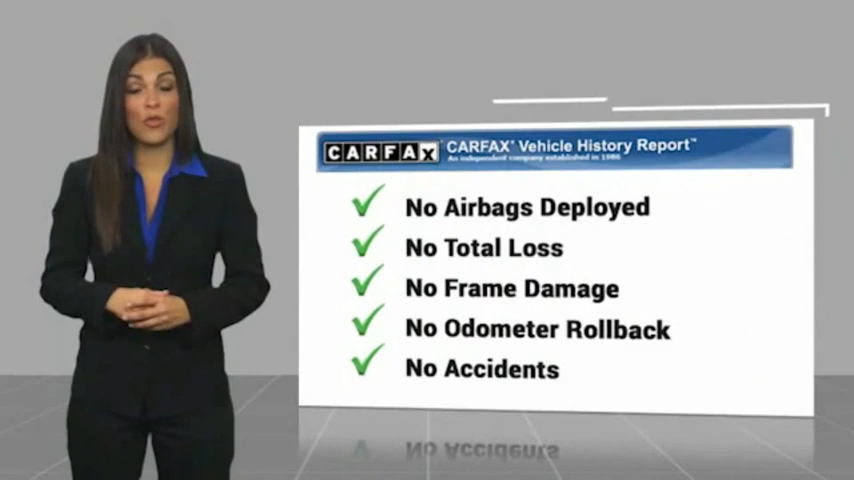 CARFAX CARFAX® Vehicle History Report™
An independent company established in 1986
No Airbags Deployed
No Total Loss
No Frame Damage
No Odometer Rollback
No Accidents
No Accidents